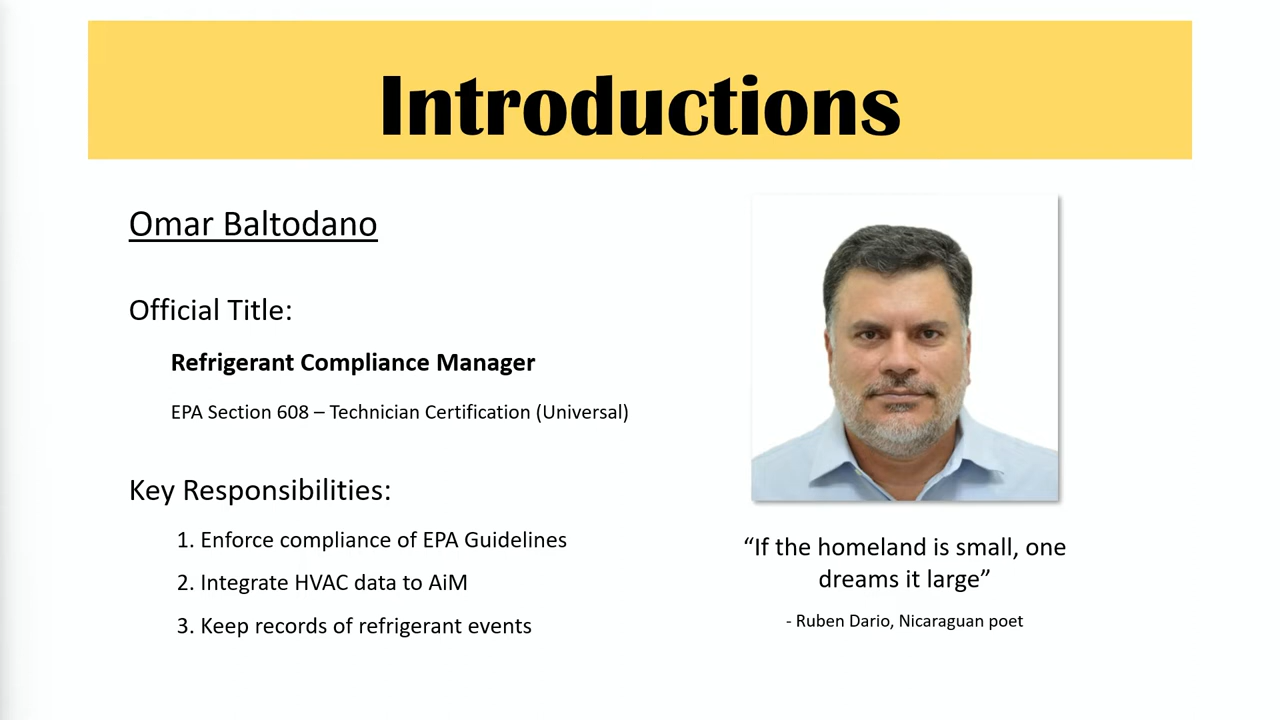 Introductions
Omar Baltodano
Official Title:
Refrigerant Compliance Manager
EPA Section 608 – Technician Certification (Universal)
Key Responsibilities:
1. Enforce compliance of EPA Guidelines
2. Integrate HVAC data to AiM
3. Keep records of refrigerant events
“If the homeland is small, one
dreams it large”
- Ruben Dario, Nicaraguan poet